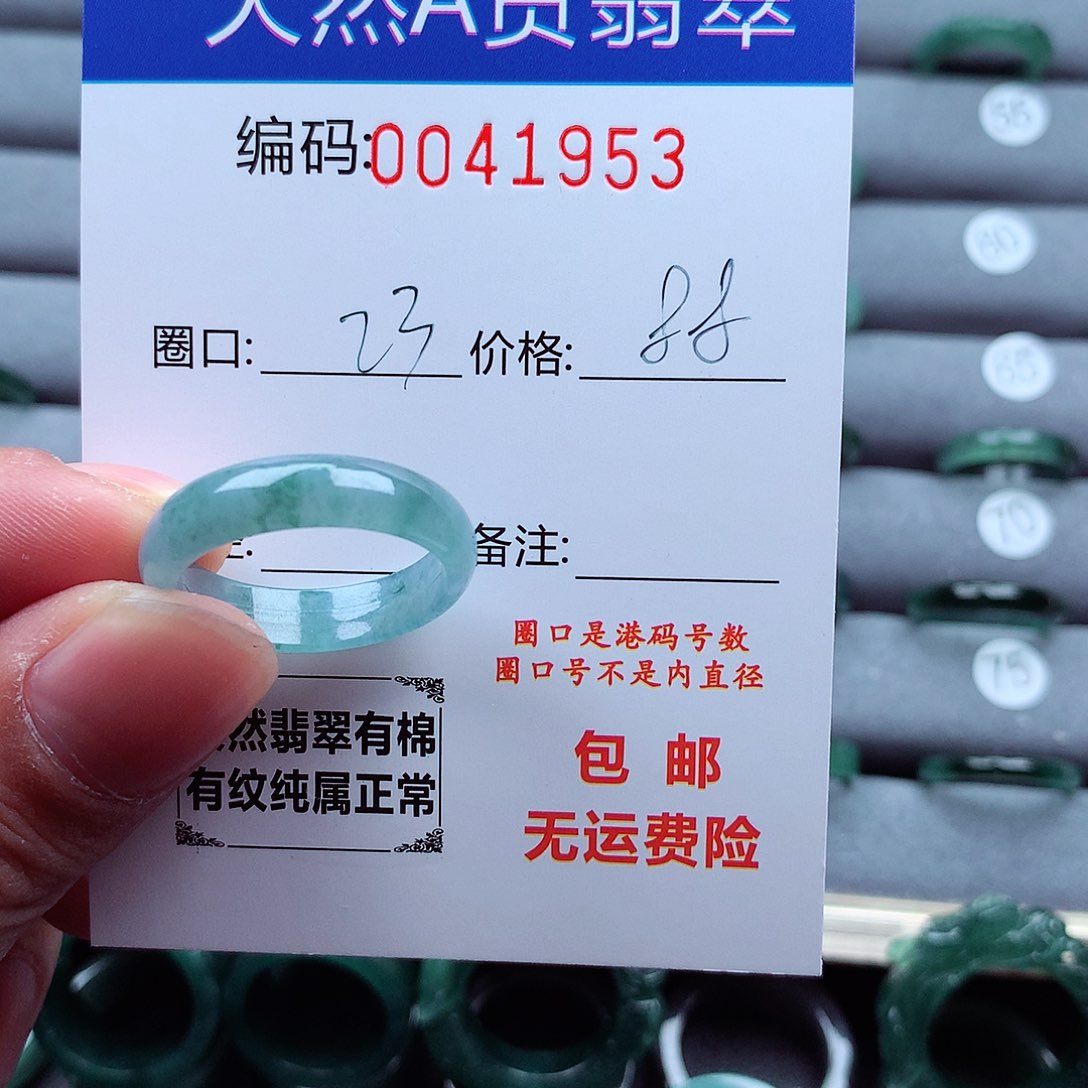 天然A货翡翠
编码:0041953
圈口: 23 价格: 88
备注:
圈口是港码号数
圈口号不是内直径
然翡翠有棉
有纹纯属正常
包 邮
无运费险
55
60
65
70
75